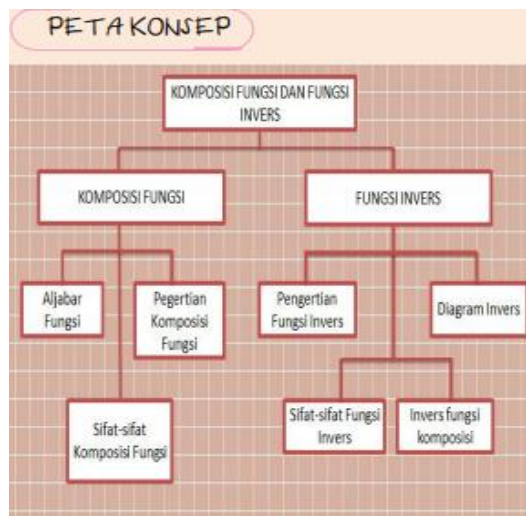 PETA KONSEP
KOMPOSISI FUNGSI DAN FUNGSI
INVERS
KOMPOSISI FUNGSI
FUNGSI INVERS
Aljabar
Fungsi
Pegertian
Komposisi
Fungsi
Pengertian
Fungsi Invers
Diagram Invers
Sifat-sifat
Komposisi Fungsi
Sifat-sifat Fungsi
Invers
Invers fungsi
komposisi